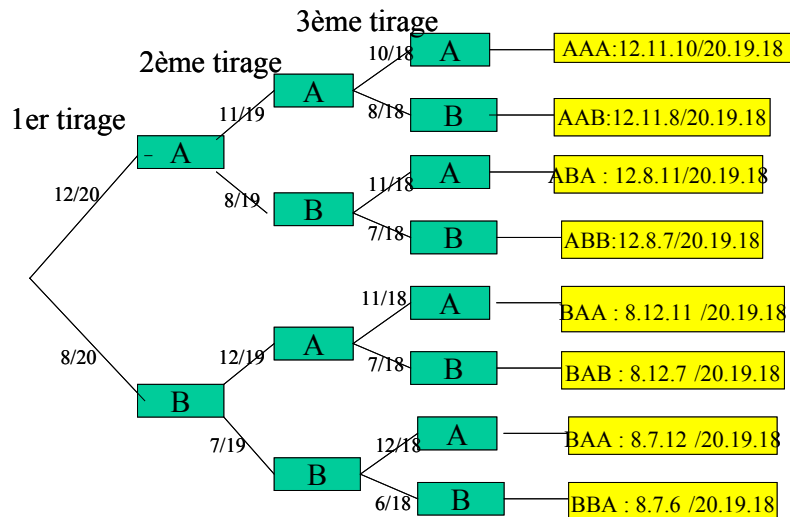 3ème tirage
2ème tirage
1er tirage
10/18
A
AAA:12.11.10/20.19.18
11/19
A
8/18
B
AAB:12.11.8/20.19.18
A
12/20
8/19
B
11/18
A
ABA : 12.8.11/20.19.18
7/18
B
ABB:12.8.7/20.19.18
8/20
B
12/19
A
11/18
A
BAA : 8.12.11 /20.19.18
7/18
B
BAB : 8.12.7 /20.19.18
7/19
B
12/18
A
BAA : 8.7.12 /20.19.18
6/18
B
BBA : 8.7.6 /20.19.18